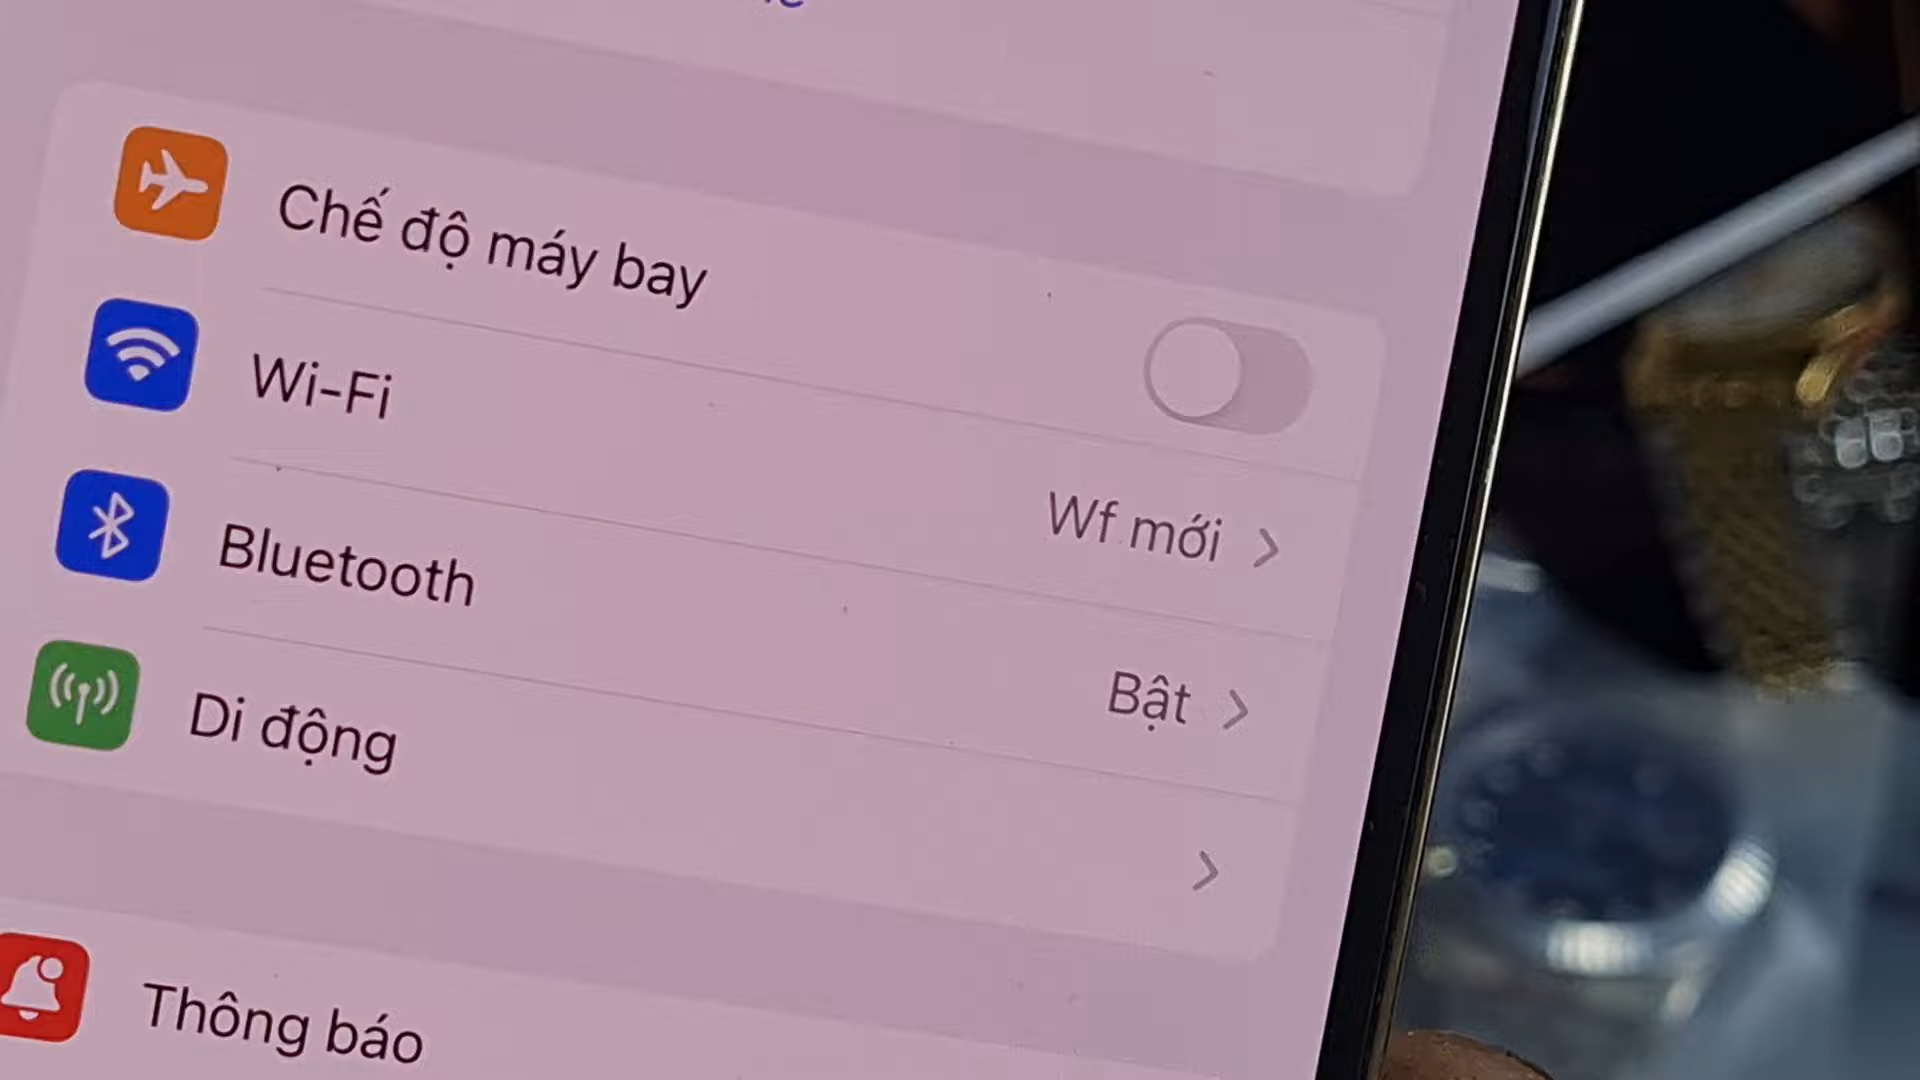 Chế độ máy bay
Wi-Fi
Wf mới
Bluetooth
Bật
Di động
Thông báo